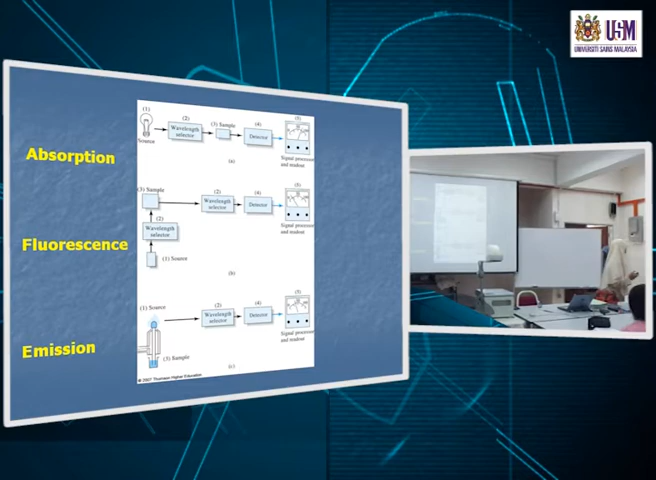 USM
UNIVERSITI SAINS MALAYSIA
Absorption
(1)
Source
(2)
Wavelength
selector
(3) Sample
(4)
Detector
(5)
Signal processor
and readout
(a)
Fluorescence
(3) Sample
(2)
Wavelength
selector
(1) Source
(2)
Wavelength
selector
(4)
Detector
(5)
Signal processor
and readout
(b)
Emission
(1) Source
(3) Sample
(2)
Wavelength
selector
(4)
Detector
(5)
Signal processor
and readout
(c)
© 2007 Thomson Higher Education